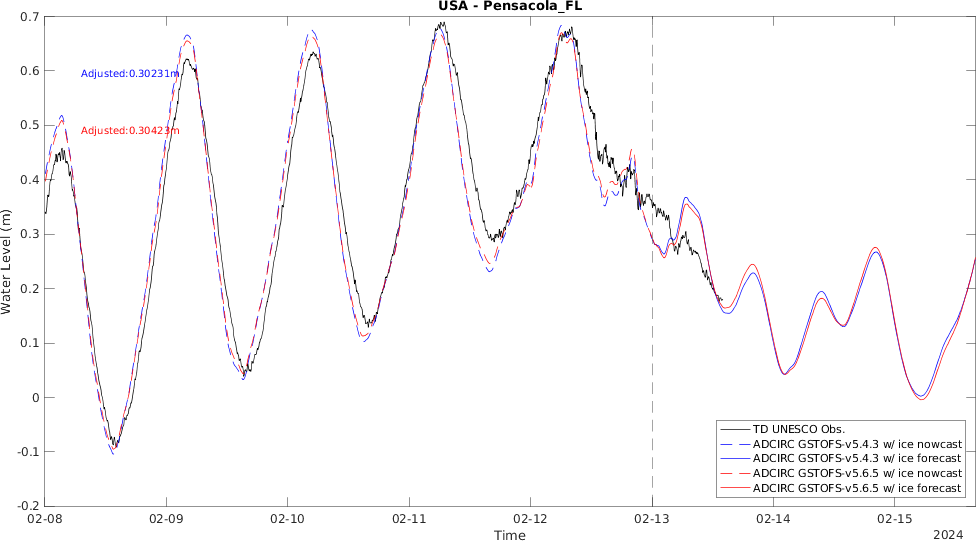 USA - Pensacola_FL
0.7
0.6
0.5
0.4
0.3
0.2
0.1
0
-0.1
-0.2
Water Level (m)
Adjusted:0.30231m
Adjusted:0.30423m
TD UNESCO Obs.
ADCIRC GSTOFS-v5.4.3 w/ ice nowcast
ADCIRC GSTOFS-v5.4.3 w/ ice forecast
ADCIRC GSTOFS-v5.6.5 w/ ice nowcast
ADCIRC GSTOFS-v5.6.5 w/ ice forecast
02-08 02-09 02-10 02-11 02-12 02-13 02-14 02-15
Time
2024